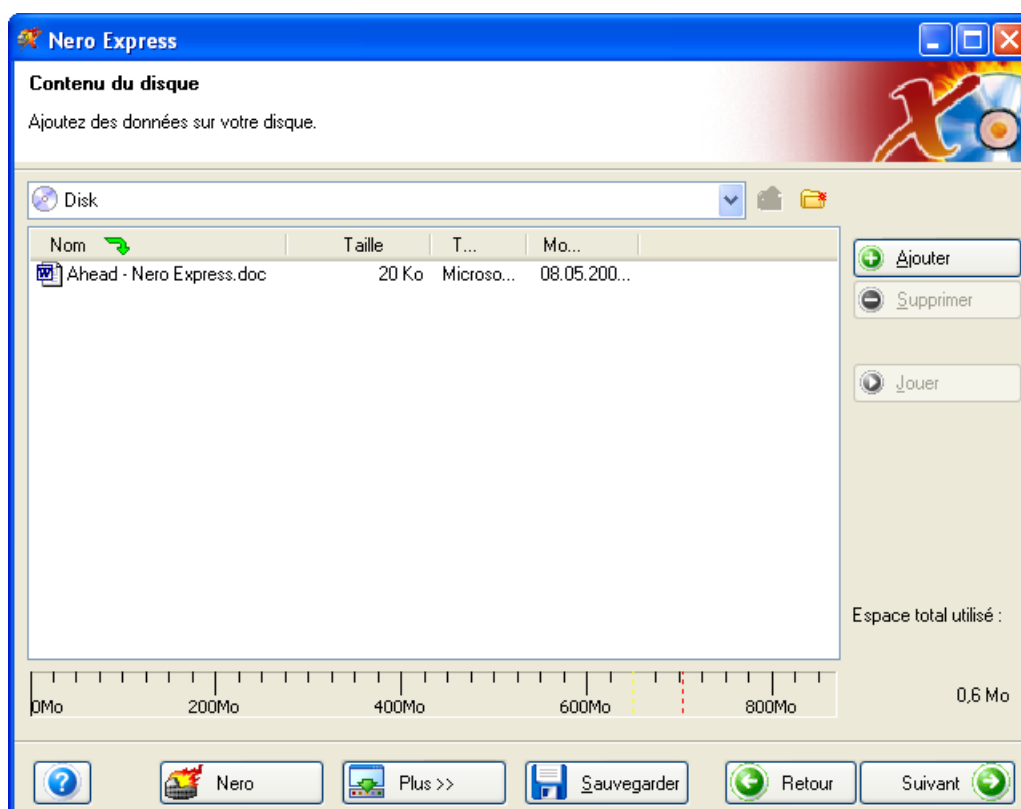 Nero Express
Contenu du disque
Ajoutez des données sur votre disque.
Disk
Nom Taille T... Mo...
Ahead - Nero Express.doc 20 Ko Microso... 08.05.200...
Ajouter
Supprimer
Jouer
Espace total utilisé :
0Mo 200Mo 400Mo 600Mo 800Mo
0,6 Mo
Nero Plus >> Sauvegarder Retour Suivant